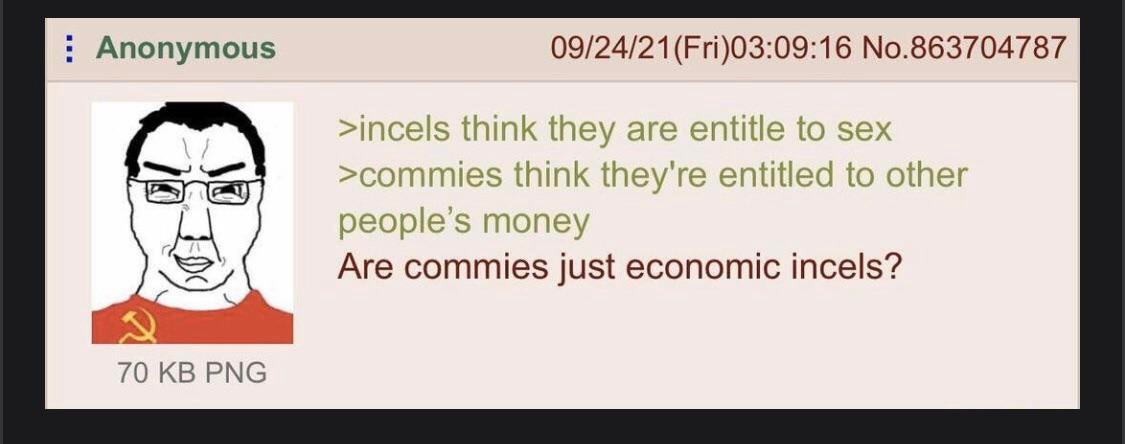 Anonymous 09/24/21(Fri)03:09:16 No.863704787
>incels think they are entitle to sex
>commies think they're entitled to other
people’s money
Are commies just economic incels?
70 KB PNG